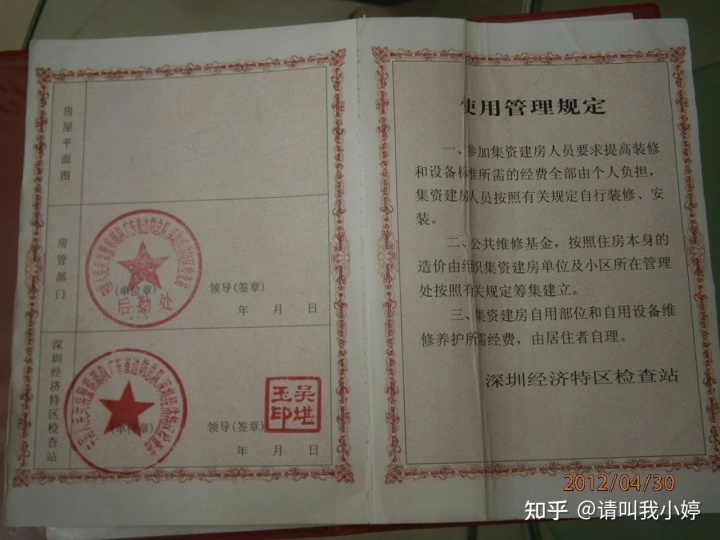 房屋平面图
房管部门
(单位章)
后勤处
领导(签章)
年 月 日
深圳经济特区检查站
(单位章)
领导(签章)
吴堪
玉印
年 月 日
使用管理规定
一、参加集资建房人员要求提高装修
和设备标准所需的经费全部由个人负担，
集资建房人员按照有关规定自行装修、安
装。
二、公共维修基金，按照住房本身的
造价由组织集资建房单位及小区所在管理
处按照有关规定筹集建立。
三、集资建房自用部位和自用设备维
修养护所需经费，由居住者自理。
深圳经济特区检查站
2012/04/30
知乎 @请叫我小婷